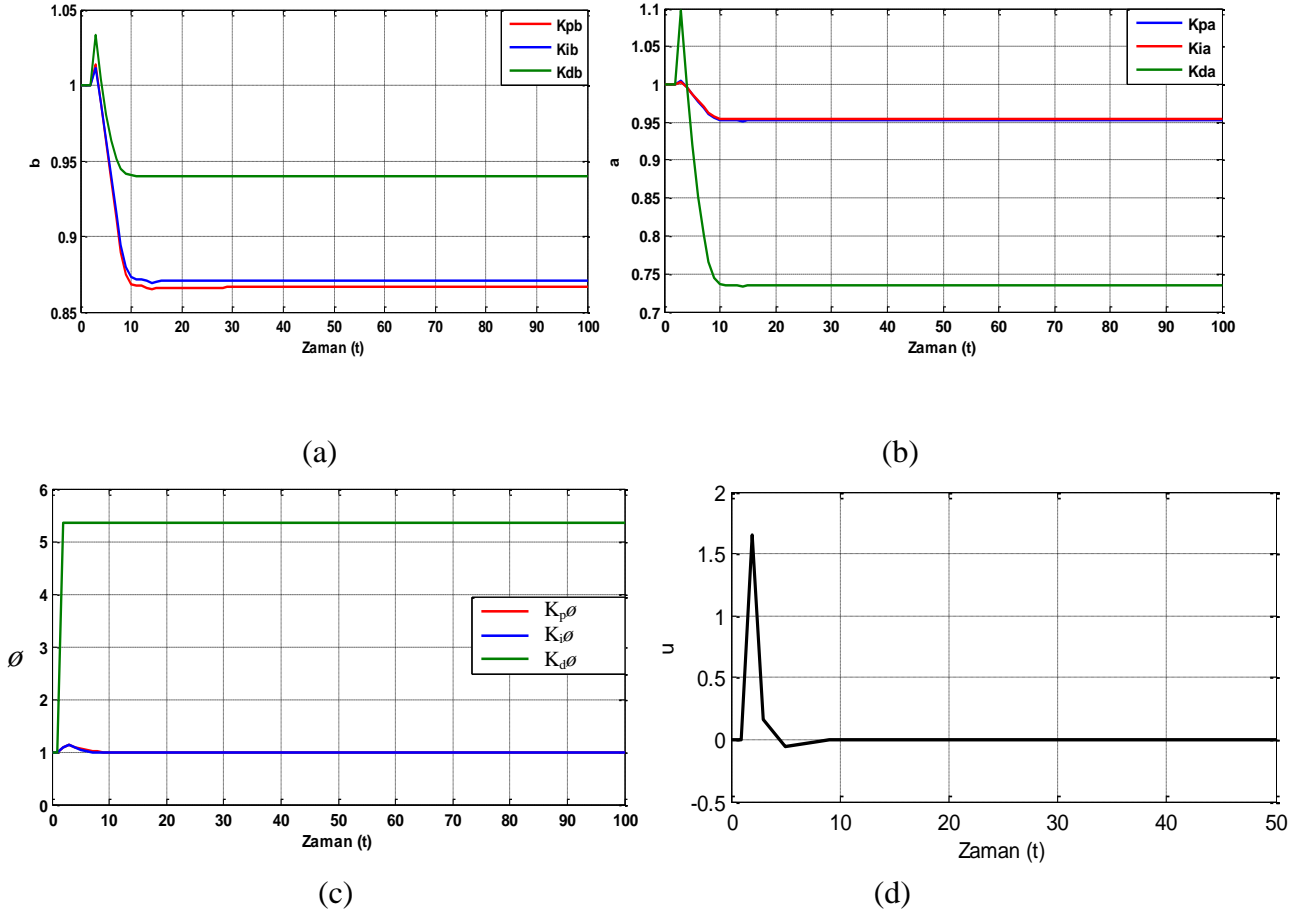 1.05
1
0.95
0.9
0.85
b
Kpb
Kib
Kdb
0 10 20 30 40 50 60 70 80 90 100
Zaman (t)
(a)
1.1
1.05
1
0.95
0.9
0.85
0.8
0.75
0.7
a
Kpa
Kia
Kda
0 10 20 30 40 50 60 70 80 90 100
Zaman (t)
(b)
6
5
4
3
2
1
0
Ø
Kpø
Kiø
Kdø
0 10 20 30 40 50 60 70 80 90 100
Zaman (t)
(c)
2
1.5
1
0.5
0
-0.5
u
0 10 20 30 40 50
Zaman (t)
(d)